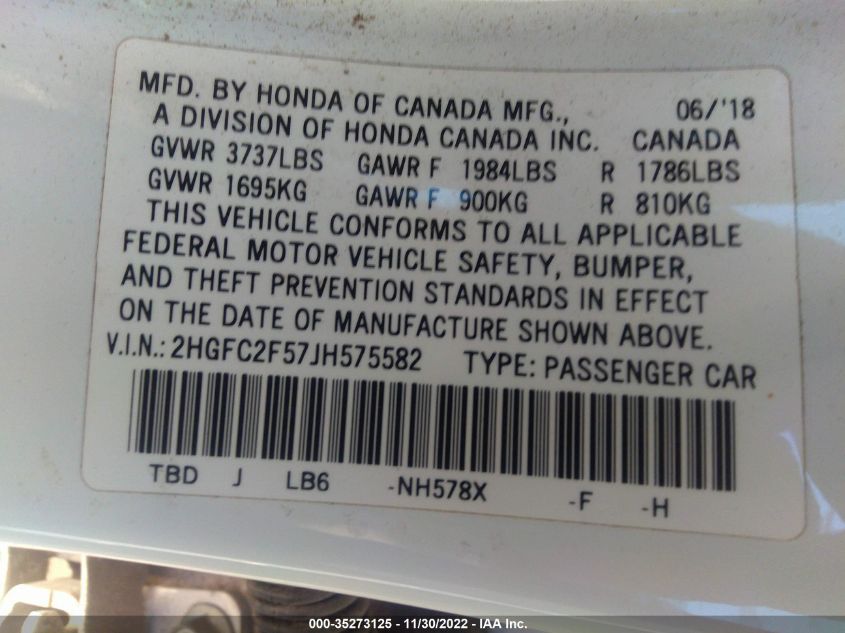 MFD. BY HONDA OF CANADA MFG., 06/'18
A DIVISION OF HONDA CANADA INC. CANADA
GVWR 3737LBS GAWR F 1984LBS R 1786LBS
GVWR 1695KG GAWR F 900KG R 810KG
THIS VEHICLE CONFORMS TO ALL APPLICABLE
FEDERAL MOTOR VEHICLE SAFETY, BUMPER,
AND THEFT PREVENTION STANDARDS IN EFFECT
ON THE DATE OF MANUFACTURE SHOWN ABOVE.
V.I.N.: 2HGFC2F57JH575582 TYPE: PASSENGER CAR
TBD J LB6 -NH578X -F -H
000-35273125 - 11/30/2022 - IAA Inc.